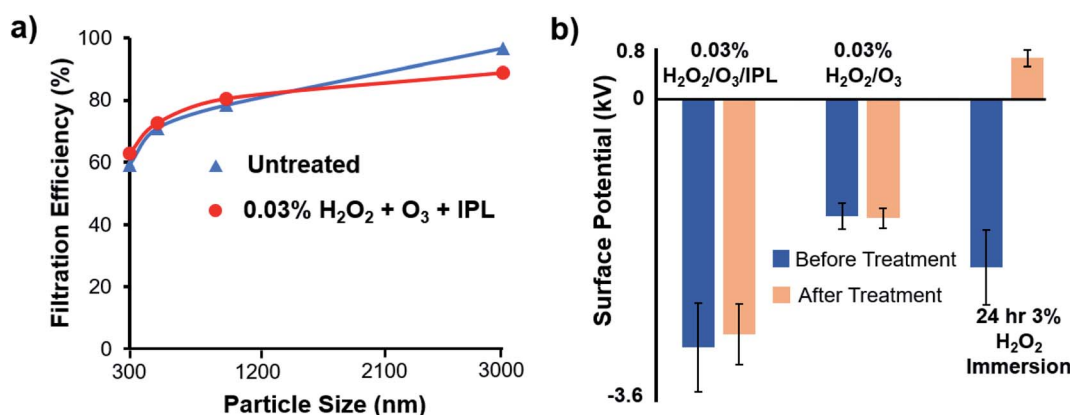 a)
Filtration Efficiency (%)
100
80
60
40
20
0
300
1200
2100
3000
Particle Size (nm)
Untreated
0.03% H₂O₂ + O₃ + IPL
b)
Surface Potential (kV)
0.8
0
-3.6
0.03%
H₂O₂/O₃/IPL
0.03%
H₂O₂/O₃
Before Treatment
After Treatment
24 hr 3%
H₂O₂
Immersion